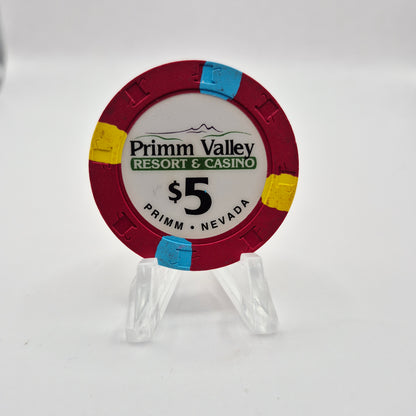 Primm Valley
RESORT & CASINO
$5
PRIMM • NEVADA